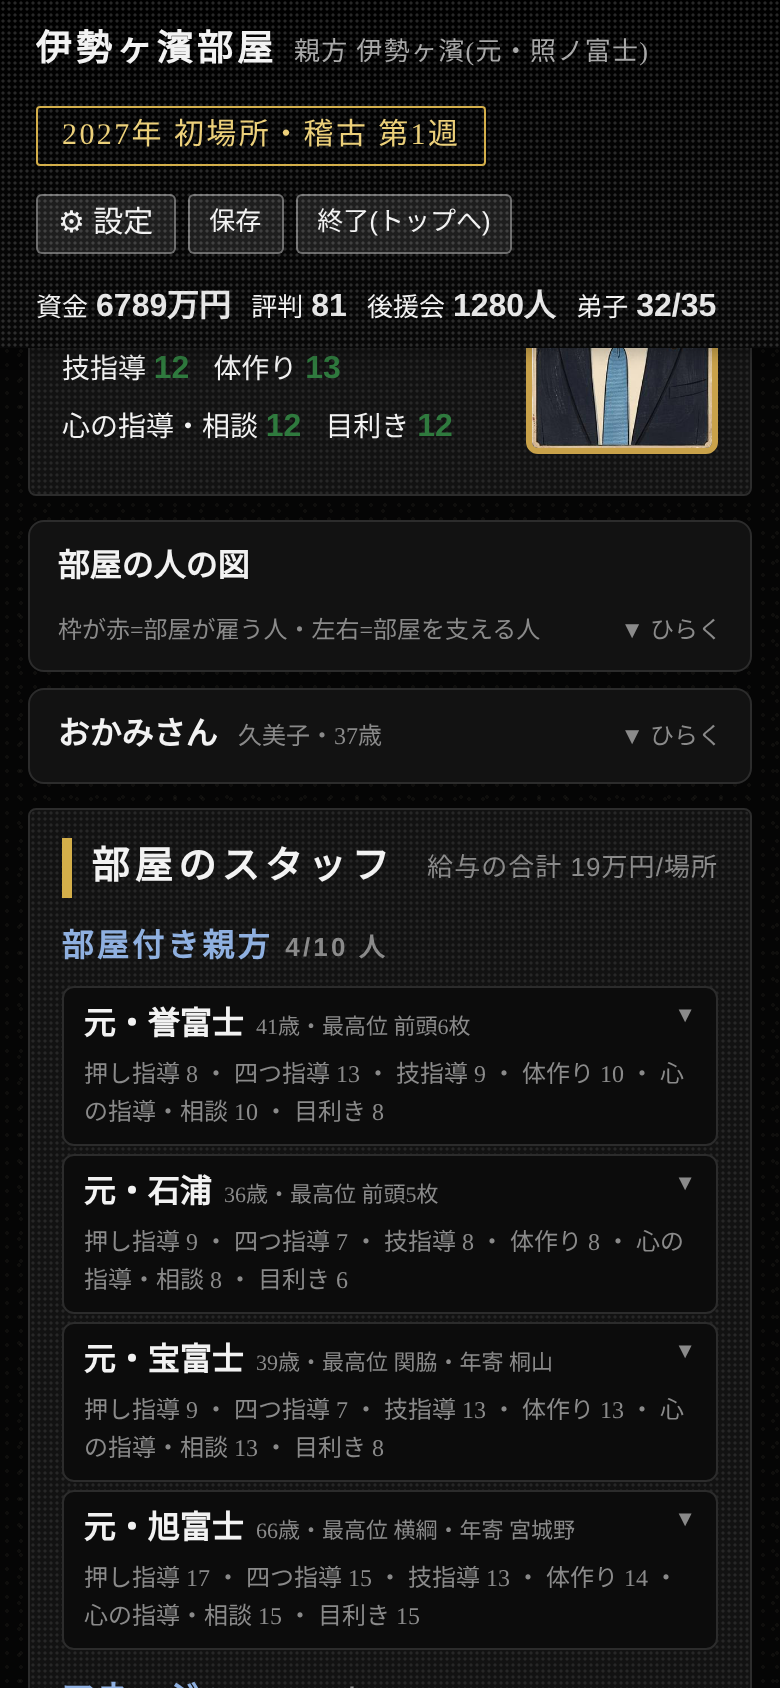 伊勢ヶ濱部屋 親方 伊勢ヶ濱(元・照ノ富士)
2027年 初場所・稽古 第1週
⚙ 設定 保存 終了(トップへ)
資金 6789万円 評判 81 後援会 1280人 弟子 32/35
技指導 12 体作り 13
心の指導・相談 12 目利き 12
部屋の人の図
枠が赤=部屋が雇う人・左右=部屋を支える人 ▼ ひらく
おかみさん 久美子・37歳 ▼ ひらく
部屋のスタッフ 給与の合計 19万円/場所
部屋付き親方 4/10 人
元・誉富士 41歳・最高位 前頭6枚 ▼
押し指導 8 ・ 四つ指導 13 ・ 技指導 9 ・ 体作り 10 ・ 心
の指導・相談 10 ・ 目利き 8
元・石浦 36歳・最高位 前頭5枚 ▼
押し指導 9 ・ 四つ指導 7 ・ 技指導 8 ・ 体作り 8 ・ 心の
指導・相談 8 ・ 目利き 6
元・宝富士 39歳・最高位 関脇・年寄 桐山 ▼
押し指導 9 ・ 四つ指導 7 ・ 技指導 13 ・ 体作り 13 ・ 心
の指導・相談 13 ・ 目利き 8
元・旭富士 66歳・最高位 横綱・年寄 宮城野 ▼
押し指導 17 ・ 四つ指導 15 ・ 技指導 13 ・ 体作り 14 ・
心の指導・相談 15 ・ 目利き 15